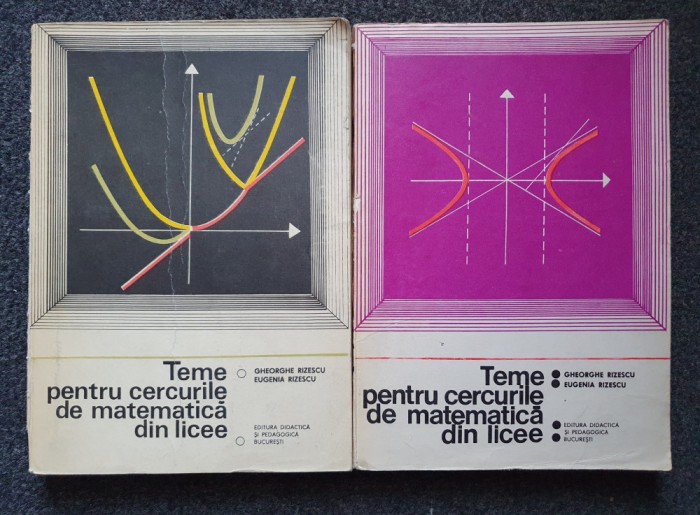 Teme
pentru cercurile
de matematică
din licee
GHEORGHE RIZESCU
EUGENIA RIZESCU
EDITURA DIDACTICĂ
ȘI PEDAGOGICĂ
BUCUREȘTI
Teme
pentru cercurile
de matematică
din licee
GHEORGHE RIZESCU
EUGENIA RIZESCU
EDITURA DIDACTICĂ
ȘI PEDAGOGICĂ
BUCUREȘTI